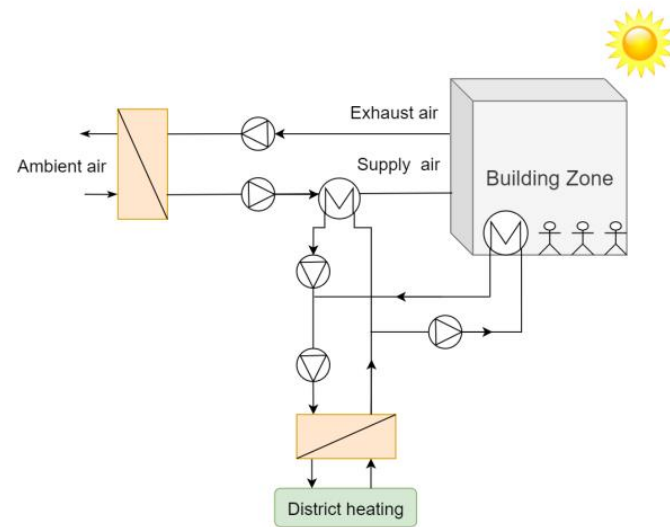 Exhaust air
Ambient air
Supply air
Building Zone
District heating